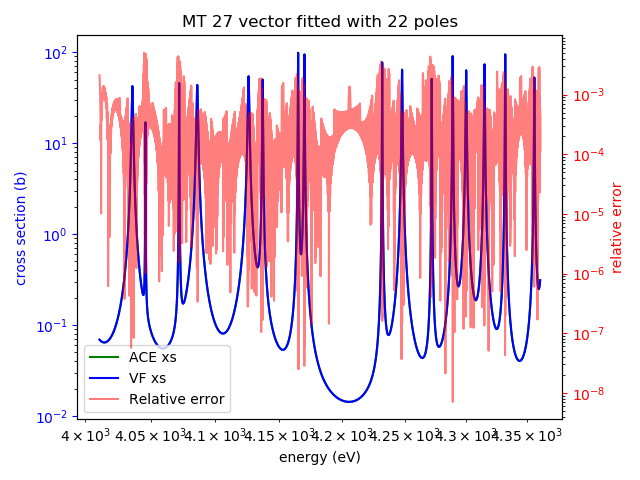 MT 27 vector fitted with 22 poles
10²
10¹
10⁰
10⁻¹
10⁻²
cross section (b)
10⁻³
10⁻⁴
10⁻⁵
10⁻⁶
10⁻⁷
10⁻⁸
relative error
ACE xs
VF xs
Relative error
4 × 10³ 4.05 × 10³ 4.1 × 10³ 4.15 × 10³ 4.2 × 10³ 4.25 × 10³ 4.3 × 10³ 4.35 × 10³
energy (eV)